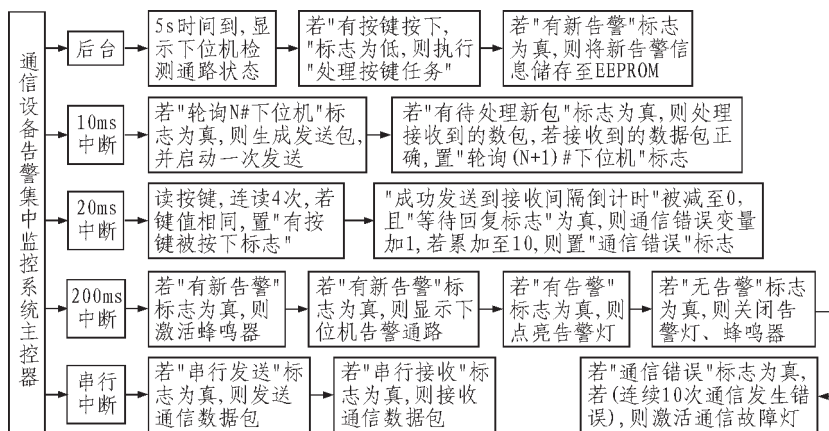 通信设备告警集中监控系统主控器
后台
5s时间到,显
示下位机检
测通路状态
若"有按键按下,
"标志为低,则执行
"处理按键任务"
若"有新告警"标志
为真,则将新告警信
息储存至EEPROM
10ms
中断
若"轮询N#下位机"标
志为真,则生成发送包,
并启动一次发送
若"有待处理新包"标志为真,则处理
接收到的数包,若接收到的数据包正
确,置"轮询(N+1)#下位机"标志
20ms
中断
读按键,连读4次,若
键值相同,置"有按
键被按下标志"
"成功发送到接收间隔倒计时"被减至0,
且"等待回复标志"为真,则通信错误变量
加1,若累加至10,则置"通信错误"标志
200ms
中断
若"有新告警"
标志为真,则
激活蜂鸣器
若"有新告警"标
志为真,则显示下
位机告警通路
若"有告警"
标志为真,则
点亮告警灯
若"无告警"标志
为真,则关闭告
警灯、蜂鸣器
串行
中断
若"串行发送"标
志为真,则发送
通信数据包
若"串行接收"标
志为真,则接收
通信数据包
若"通信错误"标志为真,
若(连续10次通信发生错
误),则激活通信故障灯